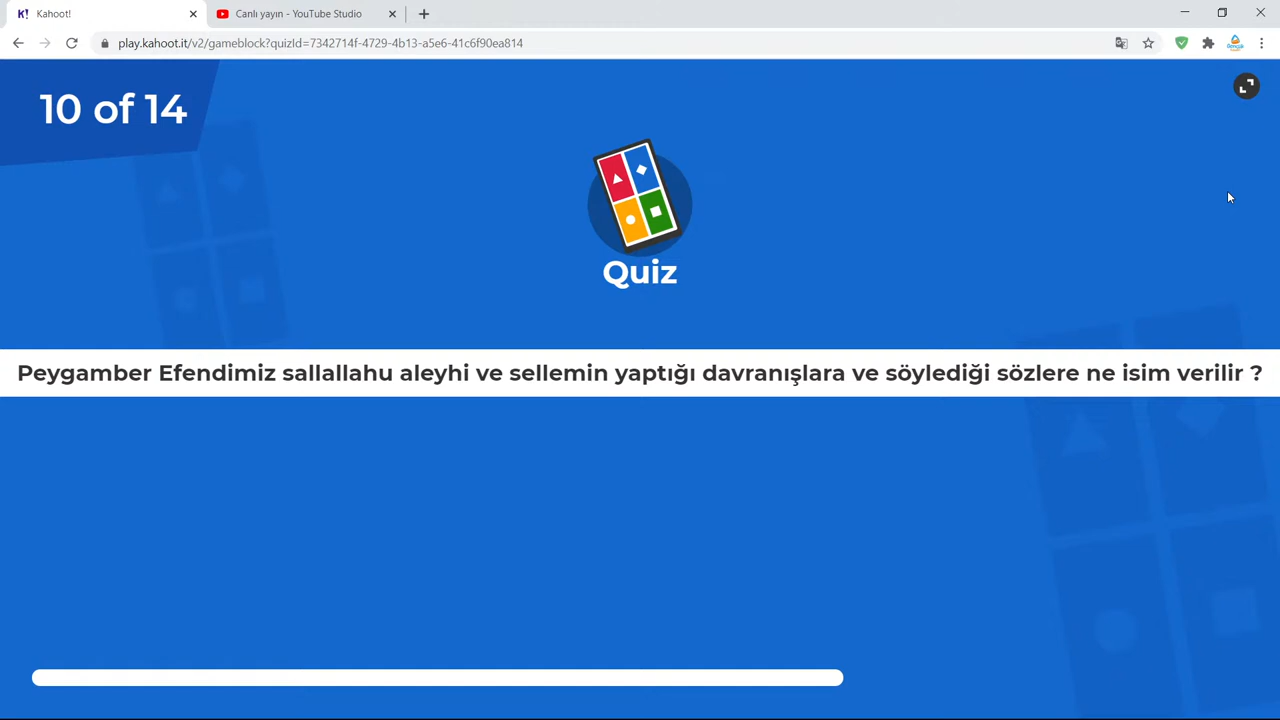 Kahoot!
Canlı yayın - YouTube Studio
play.kahoot.it/v2/gameblock?quizId=7342714f-4729-4b13-a5e6-41c6f90ea814
10 of 14
Quiz
Peygamber Efendimiz sallallahu aleyhi ve sellemin yaptığı davranışlara ve söylediği sözlere ne isim verilir ?